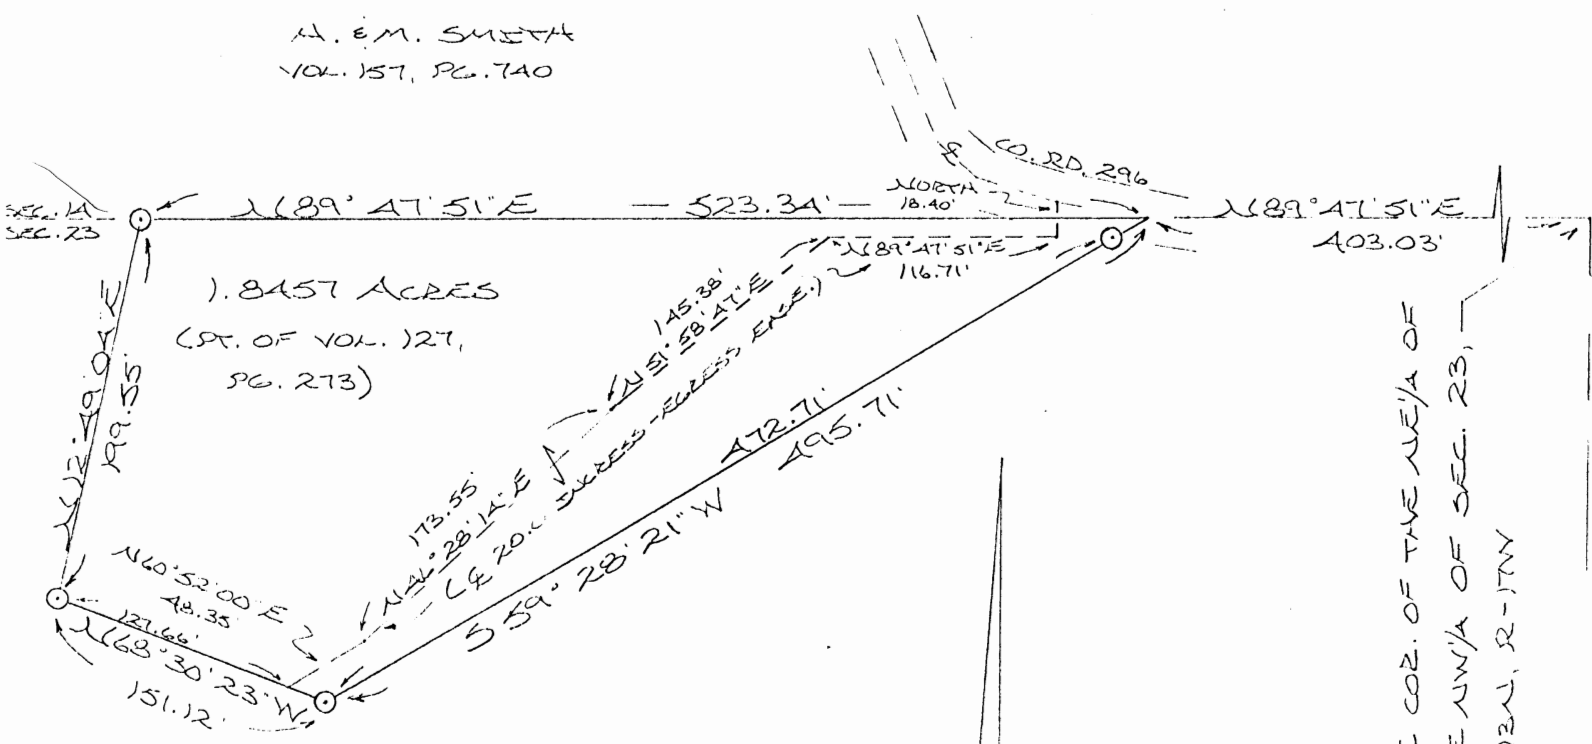 H. & M. SMITH
VOL. 157, PG. 740
CO. RD. 296
℄
NORTH
18.40'
SEC. 14
SEC. 23
N 89° 47' 51" E — 523.34' —
N 89° 47' 51" E
403.03'
N 89° 47' 51" E
116.71'
1.8457 ACRES
(PT. OF VOL. 127,
PG. 273)
145.38'
N 51° 58' 47" E
199.55'
472.71'
495.71'
S 59° 28' 21" W
173.55'
N 46° 28' 14" E
(℄ 20.0' INGRESS-EGRESS EASE.)
N 60° 52' 00" E
48.35'
127.66'
N 68° 30' 23" W
151.12'
COR. OF THE NE 1/4 OF
NW 1/4 OF SEC. 23,
R-17W